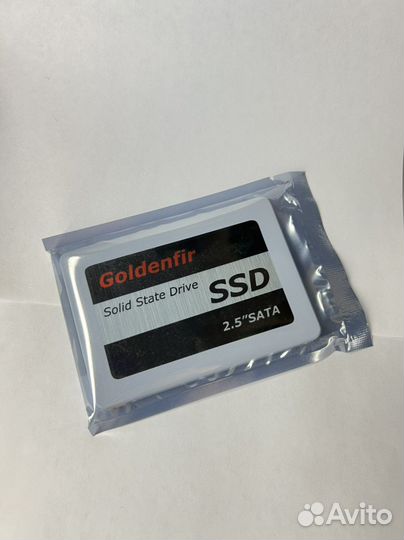 Goldenfir
Solid State Drive
SSD
2.5"SATA
Avito